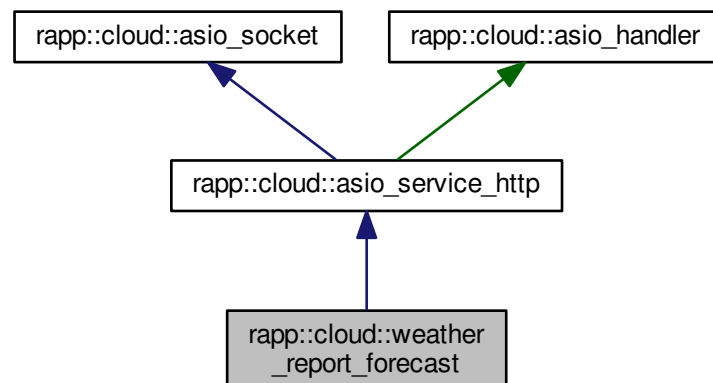 rapp::cloud::asio_socket
rapp::cloud::asio_handler
rapp::cloud::asio_service_http
rapp::cloud::weather
_report_forecast